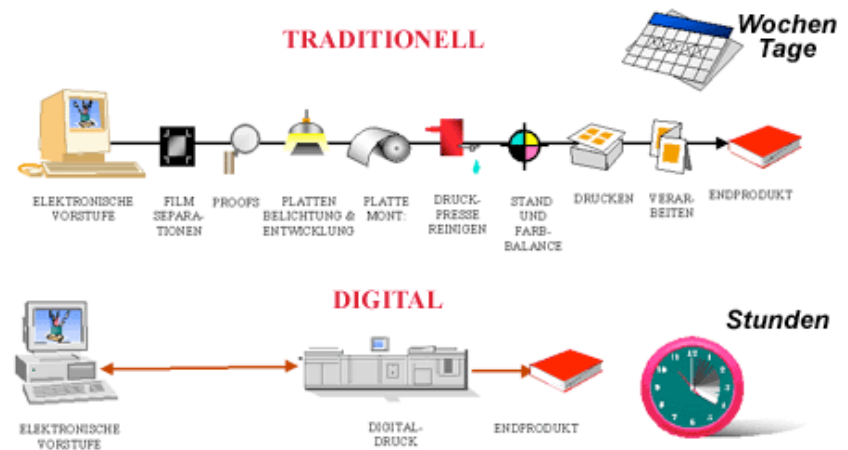 TRADITIONELL
Wochen
Tage
ELEKTRONISCHE
VORSTUFE
FILM
SEPARA-
TIONEN
PROOFS
PLATTEN
BELICHTUNG &
ENTWICKLUNG
PLATTE
MONT:
DRUCK-
PRESSE
REINIGEN
STAND
UND
FARB-
BALANCE
DRUCKEN
VERAR-
BEITEN
ENDPRODUKT
DIGITAL
Stunden
ELEKTRONISCHE
VORSTUFE
DIGITAL-
DRUCK
ENDPRODUKT